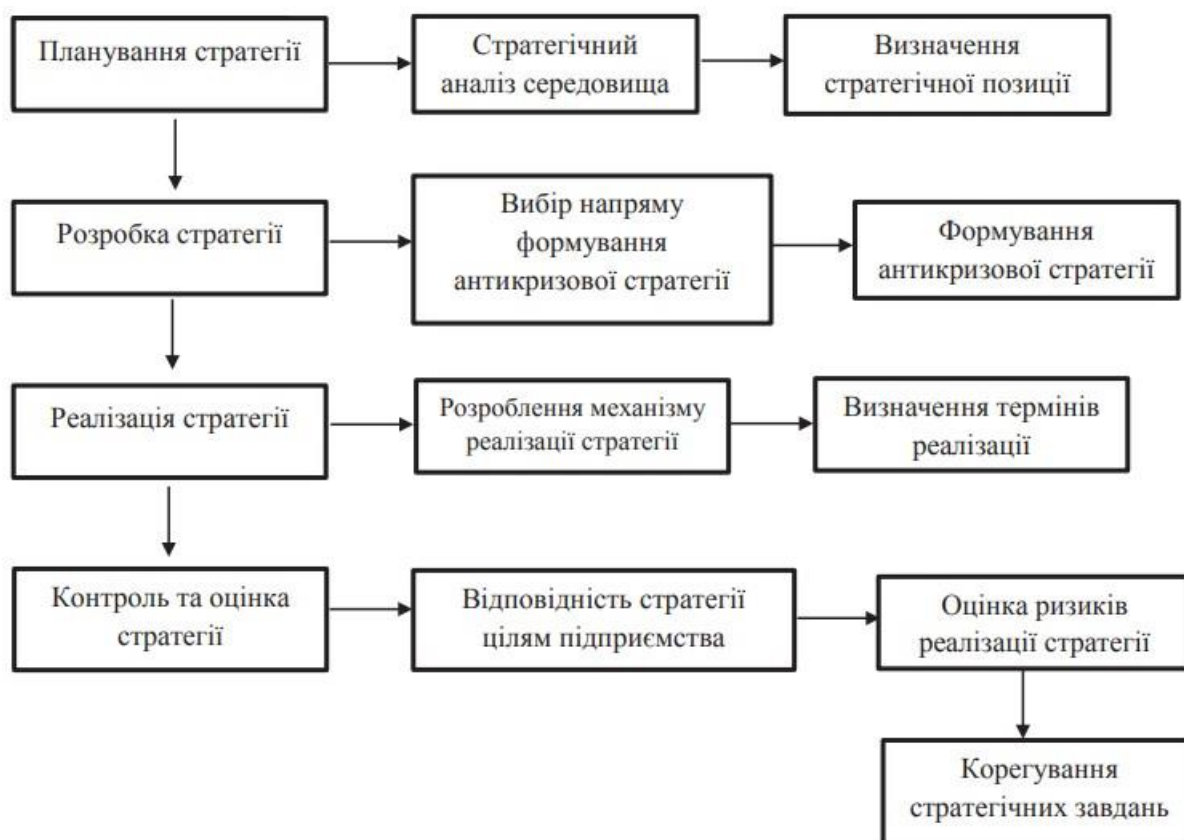 Планування стратегії
Стратегічний
аналіз середовища
Визначення
стратегічної позиції
Розробка стратегії
Вибір напряму
формування
антикризової стратегії
Формування
антикризової стратегії
Реалізація стратегії
Розроблення механізму
реалізації стратегії
Визначення термінів
реалізації
Контроль та оцінка
стратегії
Відповідність стратегії
цілям підприємства
Оцінка ризиків
реалізації стратегії
Корегування
стратегічних завдань